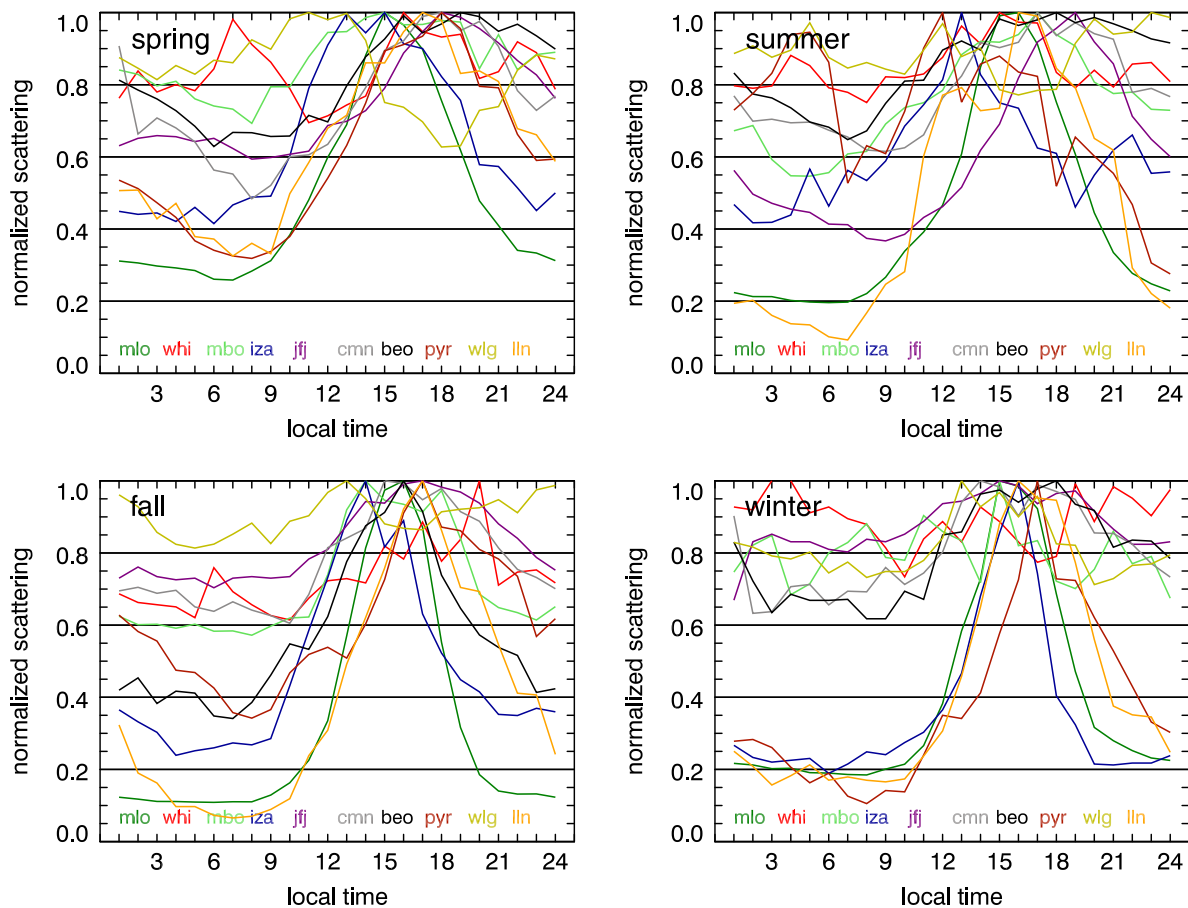 spring
normalized scattering
1.0
0.8
0.6
0.4
0.2
0.0
mlo whi mbo iza jfj cmn beo pyr wlg lln
3 6 9 12 15 18 21 24
local time
summer
normalized scattering
1.0
0.8
0.6
0.4
0.2
0.0
mlo whi mbo iza jfj cmn beo pyr wlg lln
3 6 9 12 15 18 21 24
local time
fall
normalized scattering
1.0
0.8
0.6
0.4
0.2
0.0
mlo whi mbo iza jfj cmn beo pyr wlg lln
3 6 9 12 15 18 21 24
local time
winter
normalized scattering
1.0
0.8
0.6
0.4
0.2
0.0
mlo whi mbo iza jfj cmn beo pyr wlg lln
3 6 9 12 15 18 21 24
local time